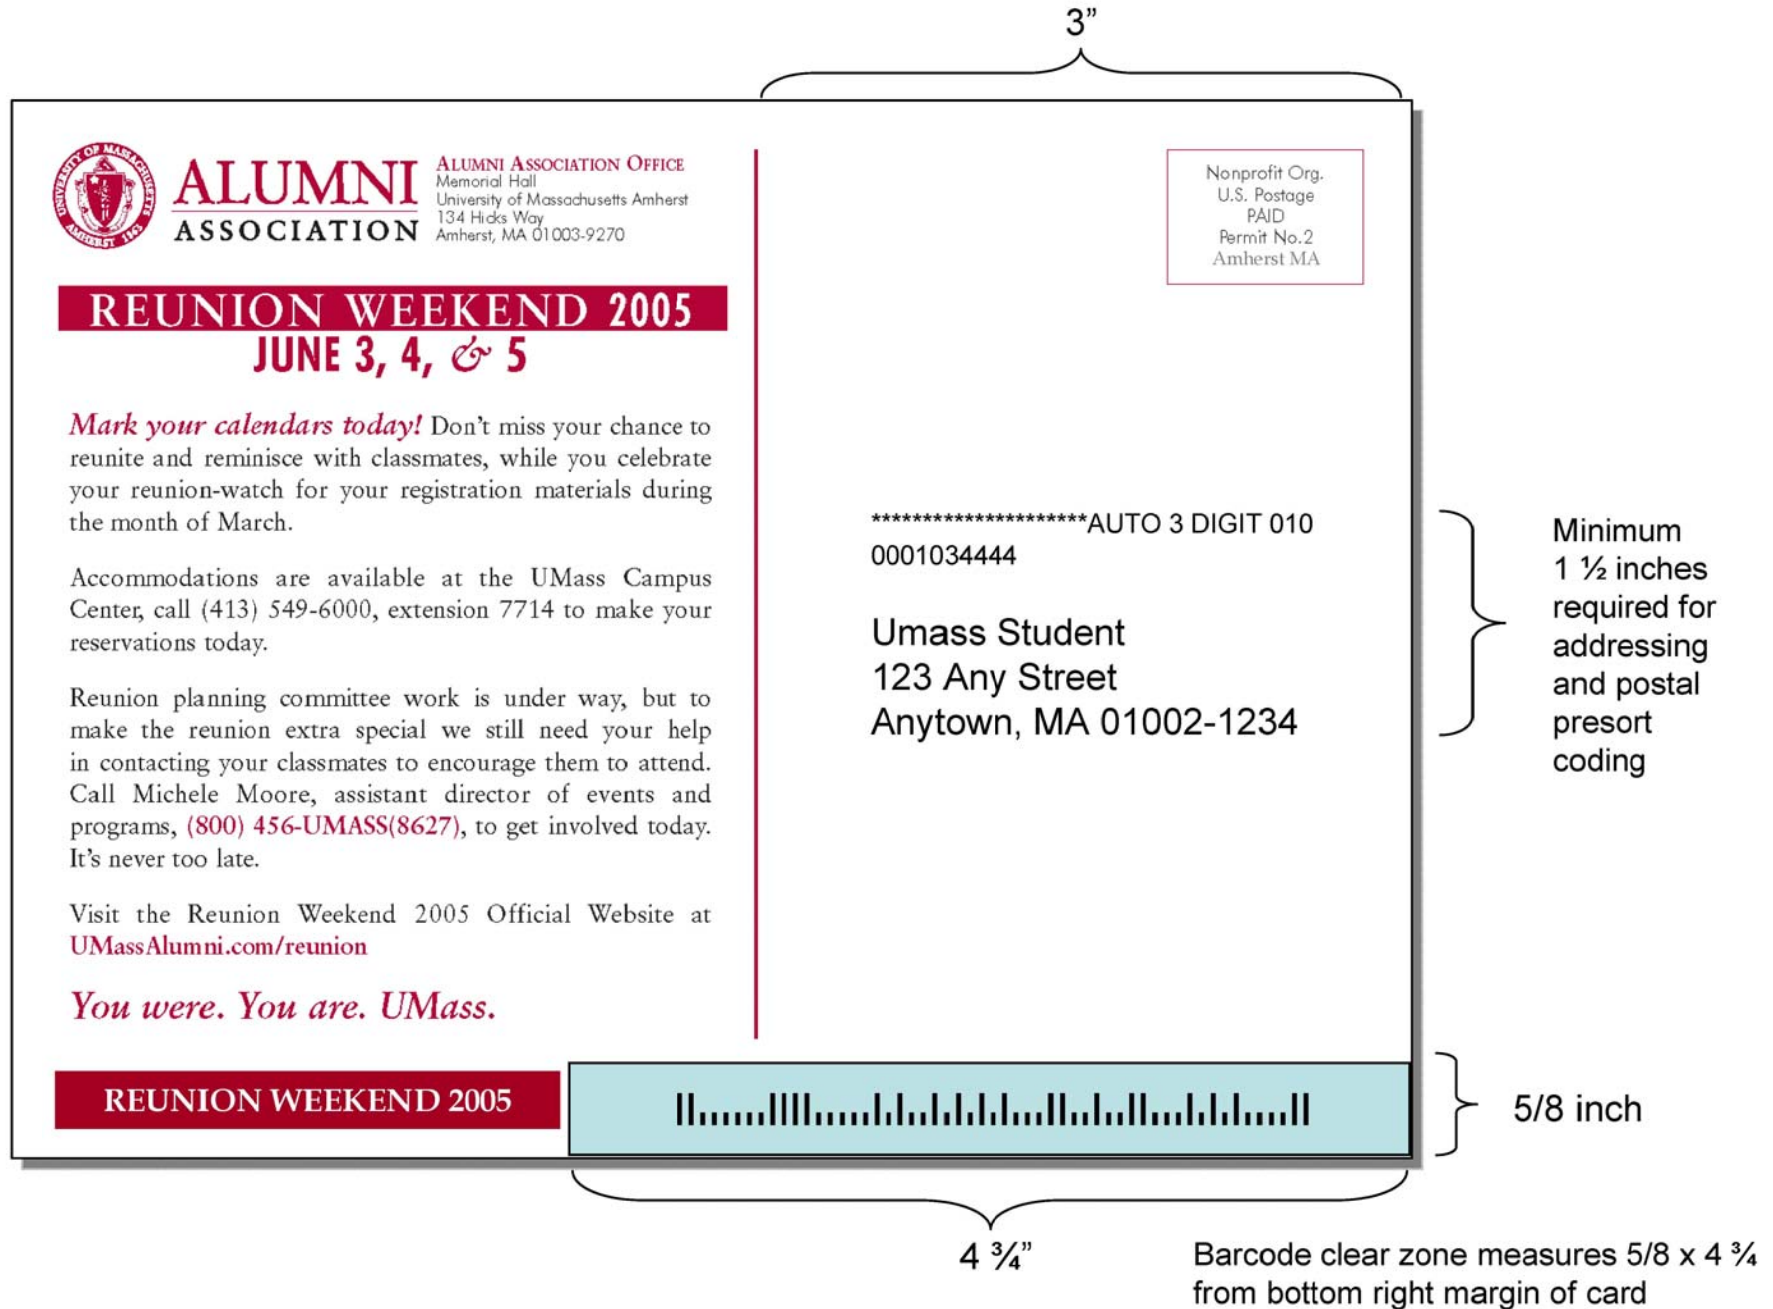 3”
UNIVERSITY OF MASSACHUSETTS
AMHERST 1863
ALUMNI
ASSOCIATION
ALUMNI ASSOCIATION OFFICE
Memorial Hall
University of Massachusetts Amherst
134 Hicks Way
Amherst, MA 01003-9270
Nonprofit Org.
U.S. Postage
PAID
Permit No.2
Amherst MA
REUNION WEEKEND 2005
JUNE 3, 4, & 5
Mark your calendars today! Don’t miss your chance to
reunite and reminisce with classmates, while you celebrate
your reunion-watch for your registration materials during
the month of March.
Accommodations are available at the UMass Campus
Center, call (413) 549-6000, extension 7714 to make your
reservations today.
Reunion planning committee work is under way, but to
make the reunion extra special we still need your help
in contacting your classmates to encourage them to attend.
Call Michele Moore, assistant director of events and
programs, (800) 456-UMASS(8627), to get involved today.
It’s never too late.
Visit the Reunion Weekend 2005 Official Website at
UMassAlumni.com/reunion
You were. You are. UMass.
REUNION WEEKEND 2005
*********************AUTO 3 DIGIT 010
0001034444
Umass Student
123 Any Street
Anytown, MA 01002-1234
Minimum
1 ½ inches
required for
addressing
and postal
presort
coding
5/8 inch
4 ¾”
Barcode clear zone measures 5/8 x 4 ¾
from bottom right margin of card